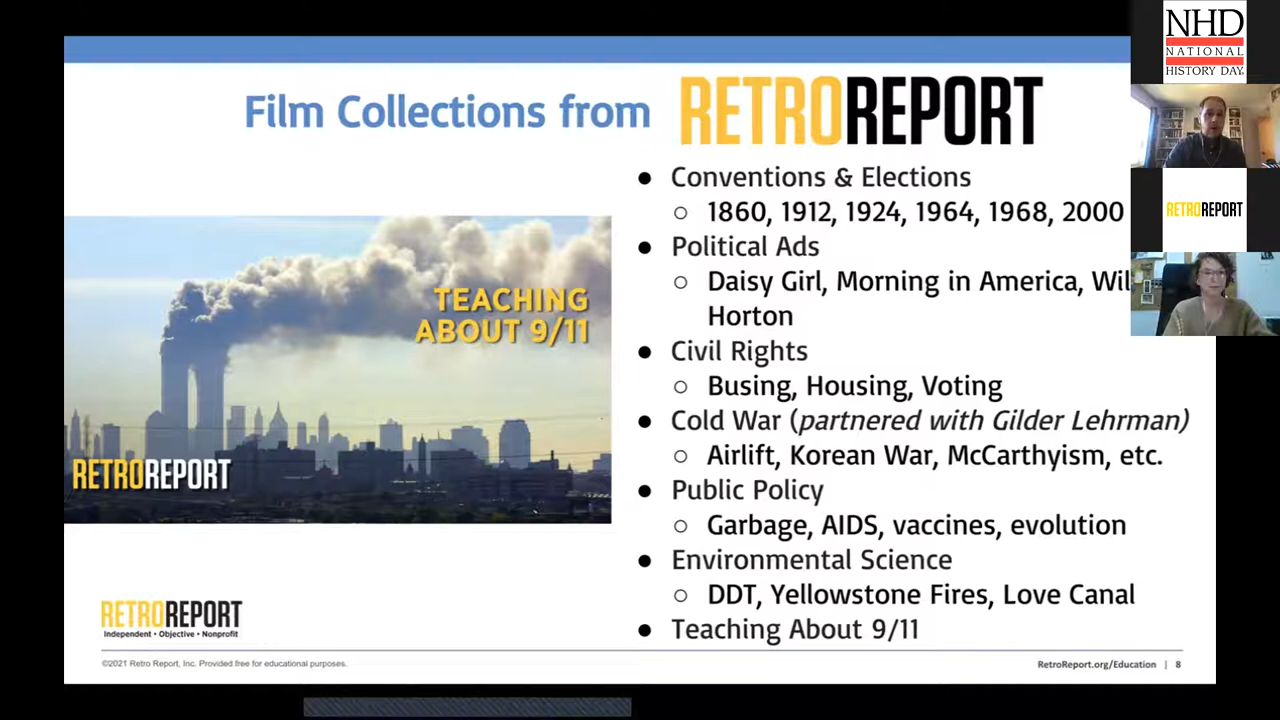 Film Collections from RETROREPORT
● Conventions & Elections
○ 1860, 1912, 1924, 1964, 1968, 2000
● Political Ads
○ Daisy Girl, Morning in America,
Horton
● Civil Rights
○ Busing, Housing, Voting
● Cold War (partnered with Gilder Lehrman)
○ Airlift, Korean War, McCarthyism, etc.
● Public Policy
○ Garbage, AIDS, vaccines, evolution
● Environmental Science
○ DDT, Yellowstone Fires, Love Canal
● Teaching About 9/11
TEACHING
ABOUT 9/11
RETROREPORT
RETROREPORT
Independent • Objective • Nonprofit
©2021 Retro Report, Inc. Provided free for educational purposes.
RetroReport.org/Education | 8
NHD
NATIONAL
HISTORY DAY
RETROREPORT